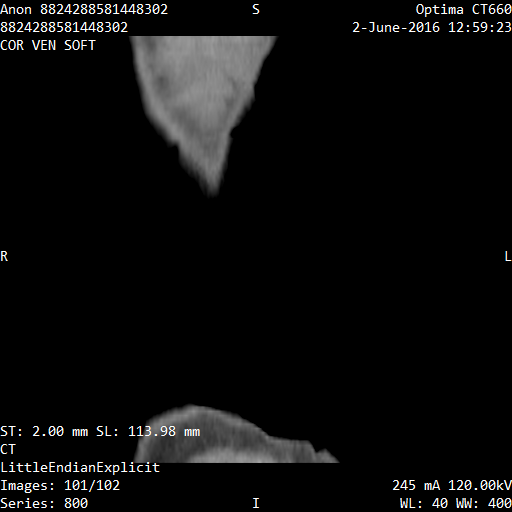 Anon 8824288581448302 S Optima CT660
8824288581448302 2-June-2016 12:59:23
COR VEN SOFT
R L
ST: 2.00 mm SL: 113.98 mm
CT
LittleEndianExplicit
Images: 101/102 245 mA 120.00kV
Series: 800 I WL: 40 WW: 400